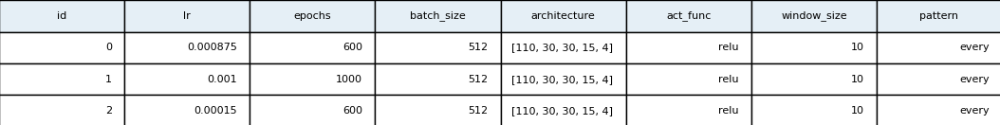 id lr epochs batch_size architecture act_func window_size pattern
0 0.000875 600 512 [110, 30, 30, 15, 4] relu 10 every
1 0.001 1000 512 [110, 30, 30, 15, 4] relu 10 every
2 0.00015 600 512 [110, 30, 30, 15, 4] relu 10 every